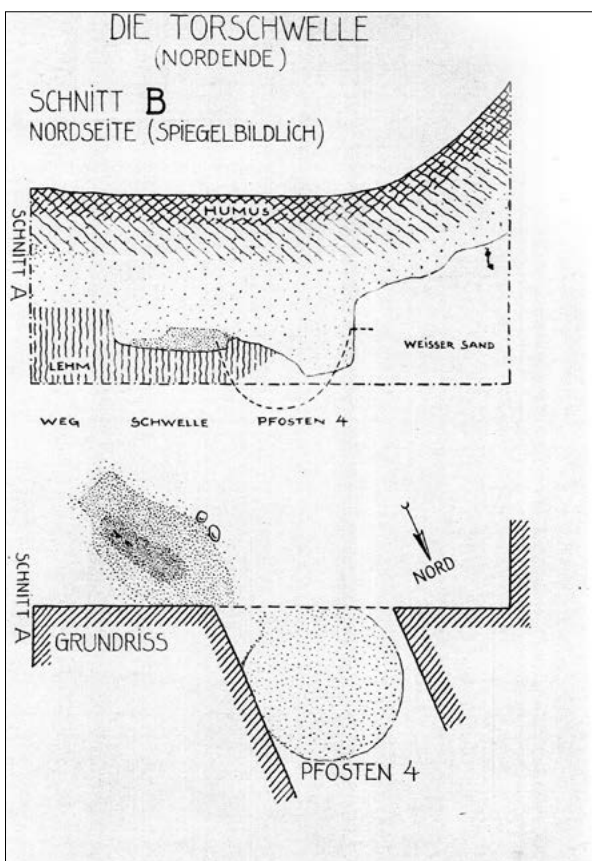 DIE TORSCHWELLE
(NORDENDE)
SCHNITT B
NORDSEITE (SPIEGELBILDLICH)
SCHNITT A
HUMUS
WEISSER SAND
LEHM
WEG SCHWELLE PFOSTEN 4
SCHNITT A
NORD
GRUNDRISS
PFOSTEN 4